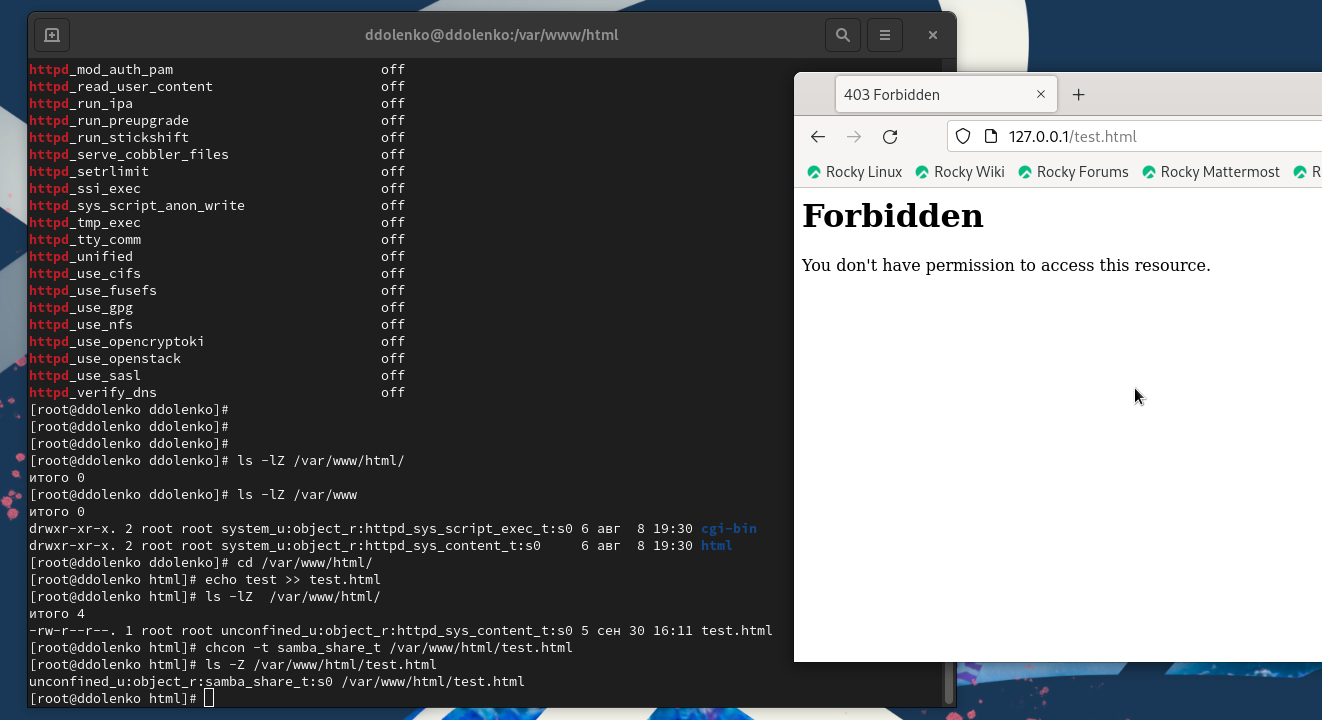 ddolenko@ddolenko:/var/www/html
httpd_mod_auth_pam off
httpd_read_user_content off
httpd_run_ipa off
httpd_run_preupgrade off
httpd_run_stickshift off
httpd_serve_cobbler_files off
httpd_setrlimit off
httpd_ssi_exec off
httpd_sys_script_anon_write off
httpd_tmp_exec off
httpd_tty_comm off
httpd_unified off
httpd_use_cifs off
httpd_use_fusefs off
httpd_use_gpg off
httpd_use_nfs off
httpd_use_opencryptoki off
httpd_use_openstack off
httpd_use_sasl off
httpd_verify_dns off
[root@ddolenko ddolenko]#
[root@ddolenko ddolenko]#
[root@ddolenko ddolenko]#
[root@ddolenko ddolenko]# ls -lZ /var/www/html/
итого 0
[root@ddolenko ddolenko]# ls -lZ /var/www
итого 0
drwxr-xr-x. 2 root root system_u:object_r:httpd_sys_script_exec_t:s0 6 авг  8 19:30 cgi-bin
drwxr-xr-x. 2 root root system_u:object_r:httpd_sys_content_t:s0     6 авг  8 19:30 html
[root@ddolenko ddolenko]# cd /var/www/html/
[root@ddolenko html]# echo test >> test.html
[root@ddolenko html]# ls -lZ  /var/www/html/
итого 4
-rw-r--r--. 1 root root unconfined_u:object_r:httpd_sys_content_t:s0 5 сен 30 16:11 test.html
[root@ddolenko html]# chcon -t samba_share_t /var/www/html/test.html
[root@ddolenko html]# ls -Z /var/www/html/test.html
unconfined_u:object_r:samba_share_t:s0 /var/www/html/test.html
[root@ddolenko html]#
403 Forbidden
127.0.0.1/test.html
Rocky Linux Rocky Wiki Rocky Forums Rocky Mattermost R
Forbidden
You don't have permission to access this resource.